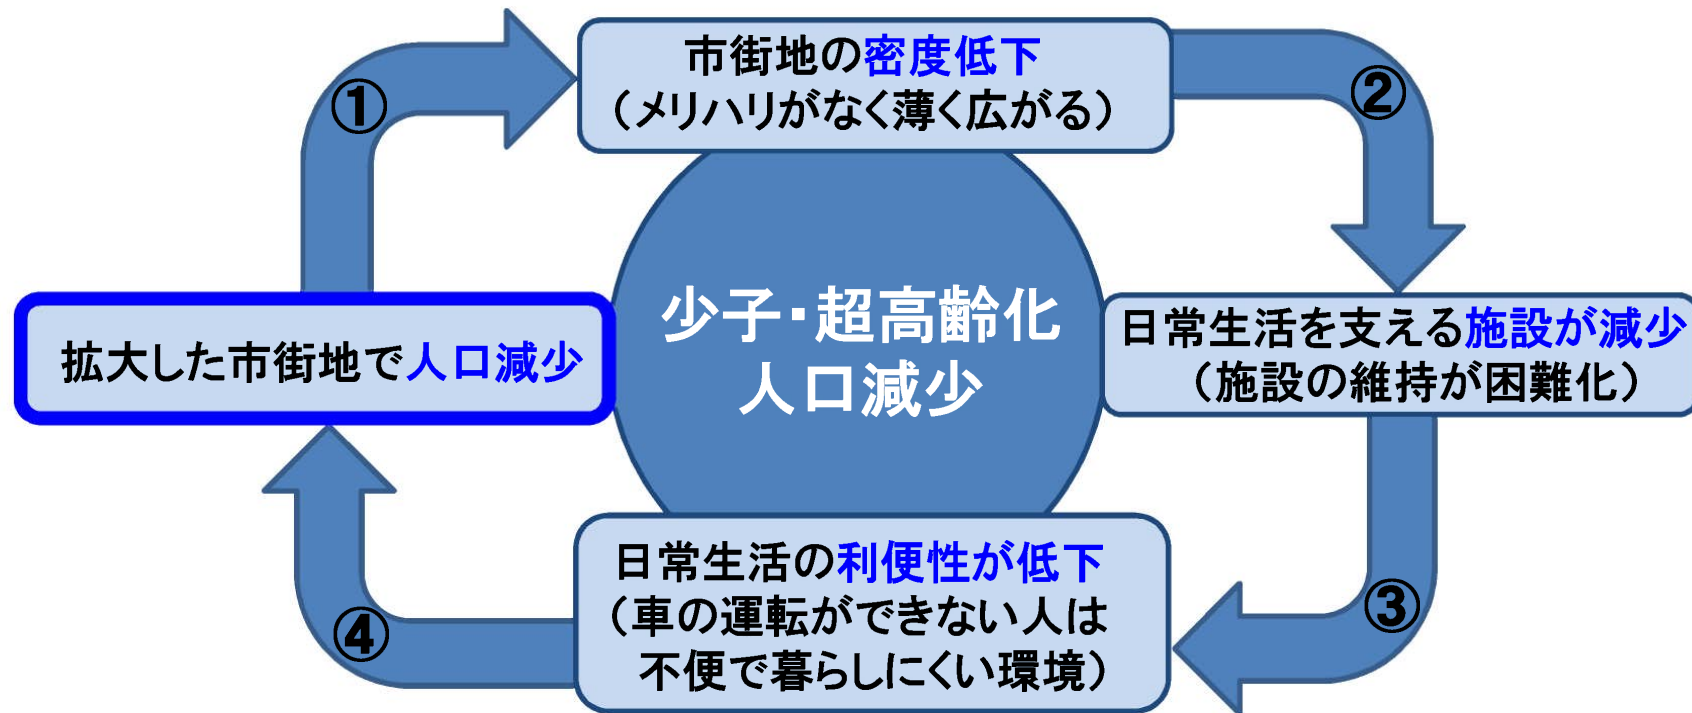 ①
市街地の密度低下
（メリハリがなく薄く広がる）
②
拡大した市街地で人口減少
少子・超高齢化
人口減少
日常生活を支える施設が減少
（施設の維持が困難化）
④
日常生活の利便性が低下
（車の運転ができない人は
不便で暮らしにくい環境）
③